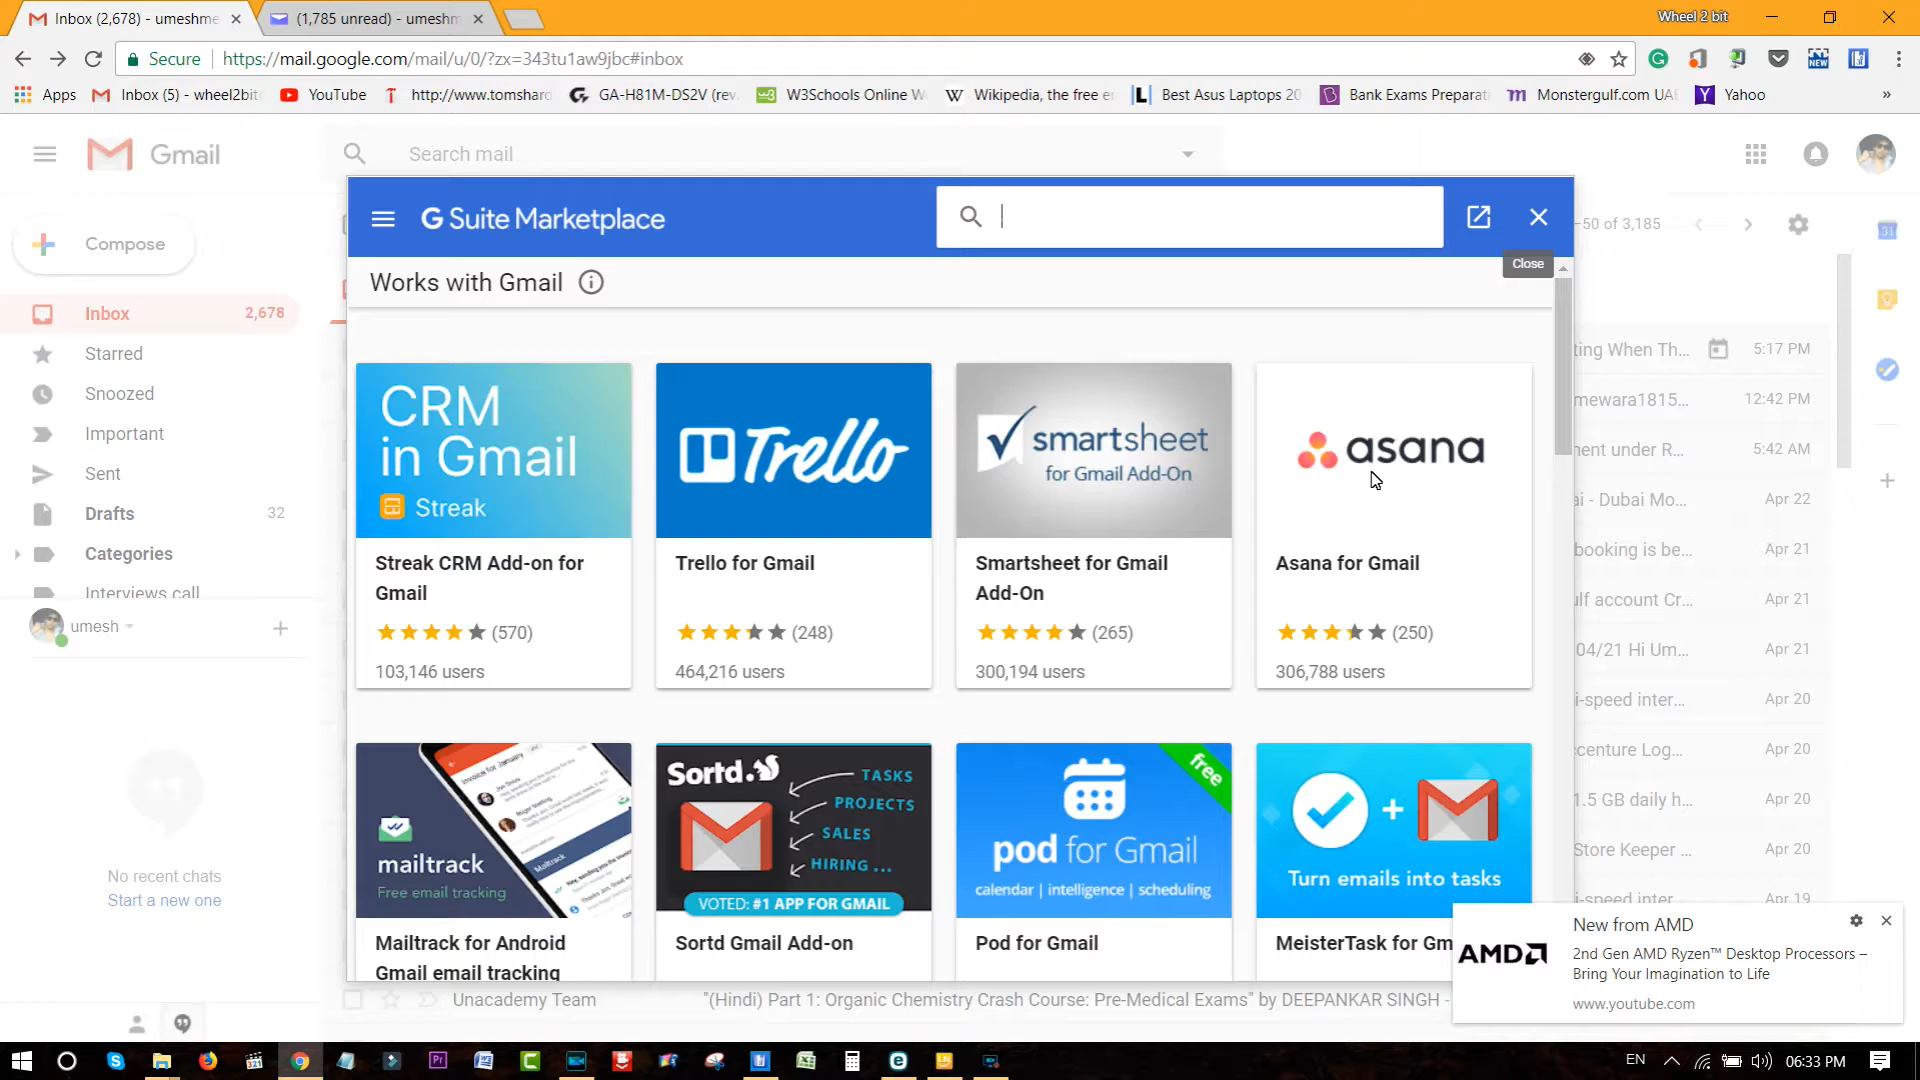 Inbox (2,678) - umeshme
(1,785 unread) - umeshm
Wheel 2 bit
Secure
https://mail.google.com/mail/u/0/?zx=343tu1aw9jbc#inbox
Apps
Inbox (5) - wheel2bit
YouTube
http://www.tomshard
GA-H81M-DS2V (rev.
W3Schools Online W
Wikipedia, the free e
Best Asus Laptops 20
Bank Exams Preparat
Monstergulf.com UA
Yahoo
Gmail
Search mail
G Suite Marketplace
Close
Works with Gmail
Compose
-50 of 3,185
Inbox 2,678
Starred
Snoozed
Important
Sent
Drafts 32
Categories
Interviews call
umesh
No recent chats
Start a new one
CRM
in Gmail
Streak
Trello
smartsheet
for Gmail Add-On
asana
Streak CRM Add-on for
Gmail
(570)
103,146 users
Trello for Gmail
(248)
464,216 users
Smartsheet for Gmail
Add-On
(265)
300,194 users
Asana for Gmail
(250)
306,788 users
mailtrack
Free email tracking
Sortd.
TASKS
PROJECTS
SALES
HIRING ...
VOTED: #1 APP FOR GMAIL
free
pod for Gmail
calendar | intelligence | scheduling
Turn emails into tasks
Mailtrack for Android
Gmail email tracking
Sortd Gmail Add-on
Pod for Gmail
MeisterTask for Gm
ting When Th... 5:17 PM
mewara1815... 12:42 PM
nent under R... 5:42 AM
ai - Dubai Mo... Apr 22
booking is be... Apr 21
ulf account Cr... Apr 21
04/21 Hi Um... Apr 21
i-speed inter... Apr 20
ccenture Log... Apr 20
1.5 GB daily h... Apr 20
Store Keeper ... Apr 20
i-speed inter... Apr 19
Unacademy Team
"(Hindi) Part 1: Organic Chemistry Crash Course: Pre-Medical Exams" by DEEPANKAR SINGH -
New from AMD
AMD
2nd Gen AMD Ryzen™ Desktop Processors –
Bring Your Imagination to Life
www.youtube.com
EN
06:33 PM